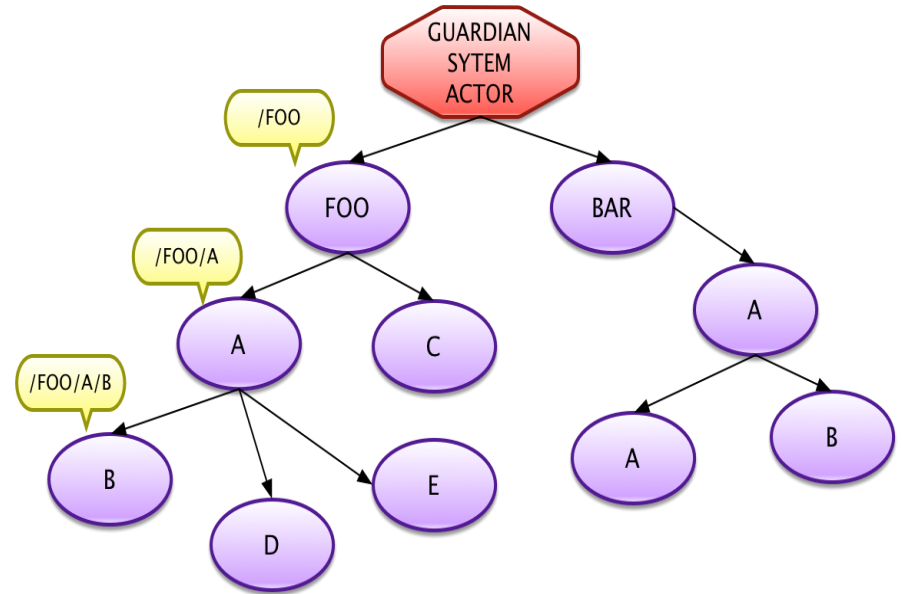 GUARDIAN
SYTEM
ACTOR
/FOO
FOO
BAR
/FOO/A
A
C
A
/FOO/A/B
B
D
E
A
B